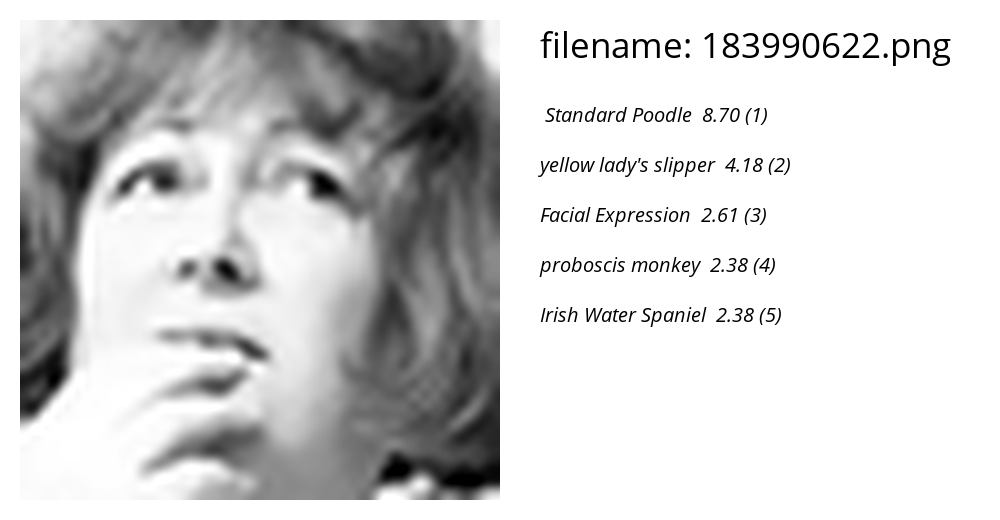 filename: 183990622.png
Standard Poodle 8.70 (1)
yellow lady's slipper 4.18 (2)
Facial Expression 2.61 (3)
proboscis monkey 2.38 (4)
Irish Water Spaniel 2.38 (5)